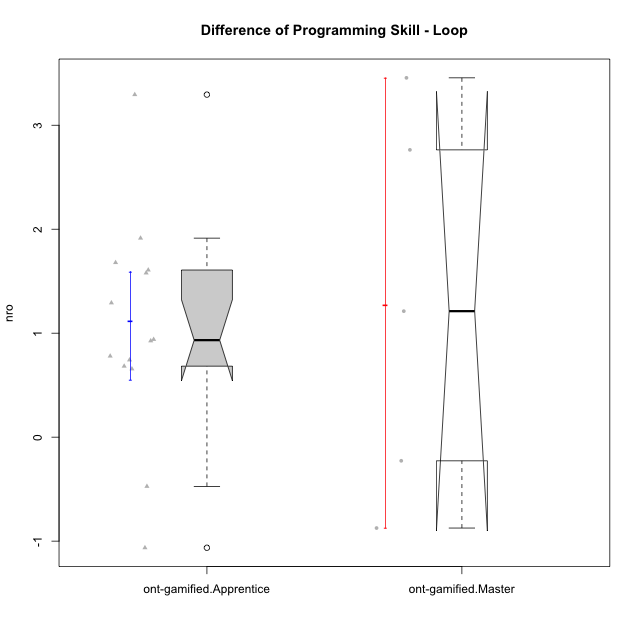 Difference of Programming Skill - Loop
nro
3
2
1
0
-1
ont-gamified.Apprentice
ont-gamified.Master